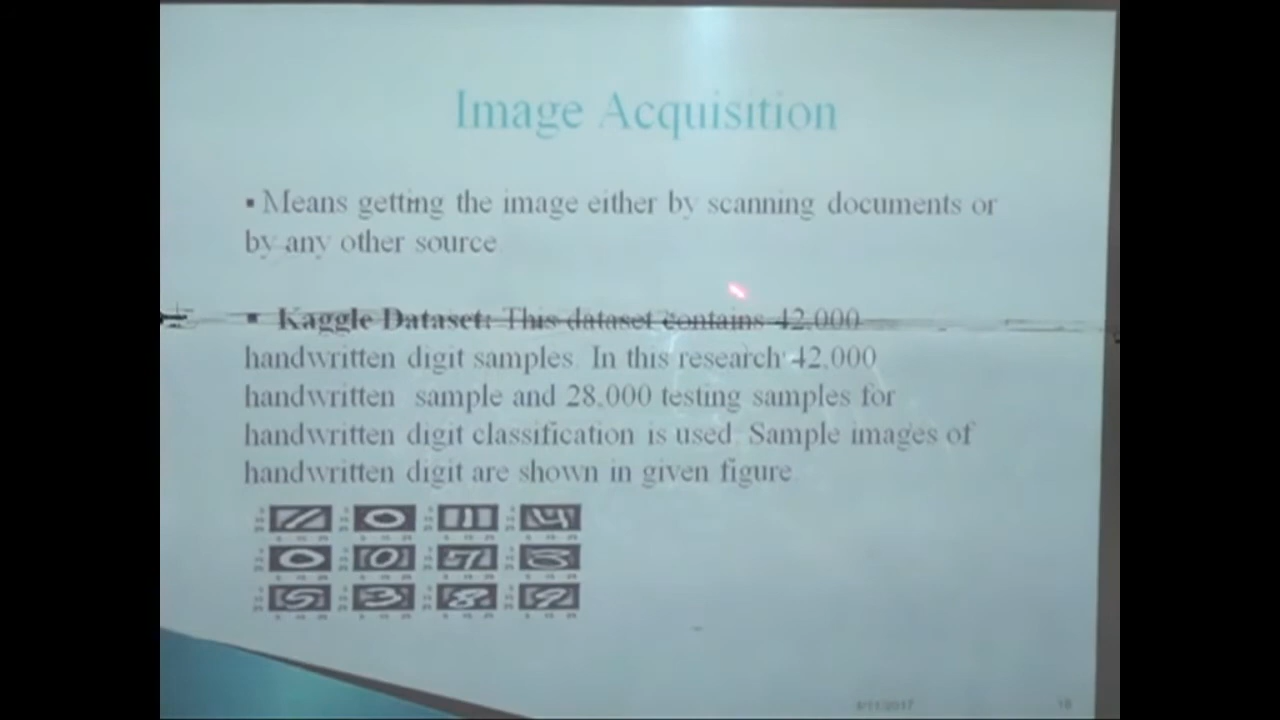 Image Acquisition
▪ Means getting the image either by scanning documents or
by any other source
▪ Kaggle Dataset: This dataset contains 42,000
handwritten digit samples. In this research 42,000
handwritten sample and 28,000 testing samples for
handwritten digit classification is used. Sample images of
handwritten digit are shown in given figure